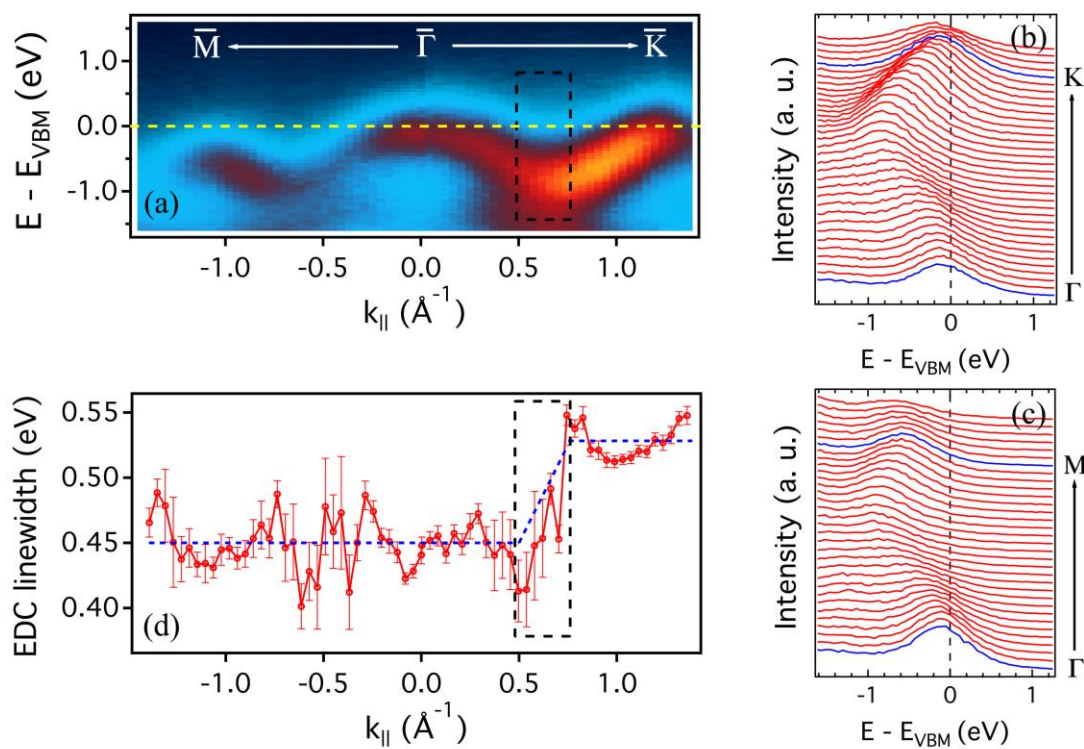 M̅ Γ̅ K̅
E - E_VBM (eV)
1.0
0.0
-1.0
(a)
-1.0 -0.5 0.0 0.5 1.0
k_|| (Å⁻¹)
(b)
Intensity (a. u.)
K
Γ
-1 0 1
E - E_VBM (eV)
EDC linewidth (eV)
0.55
0.50
0.45
0.40
(d)
-1.0 -0.5 0.0 0.5 1.0
k_|| (Å⁻¹)
(c)
Intensity (a. u.)
M
Γ
-1 0 1
E - E_VBM (eV)